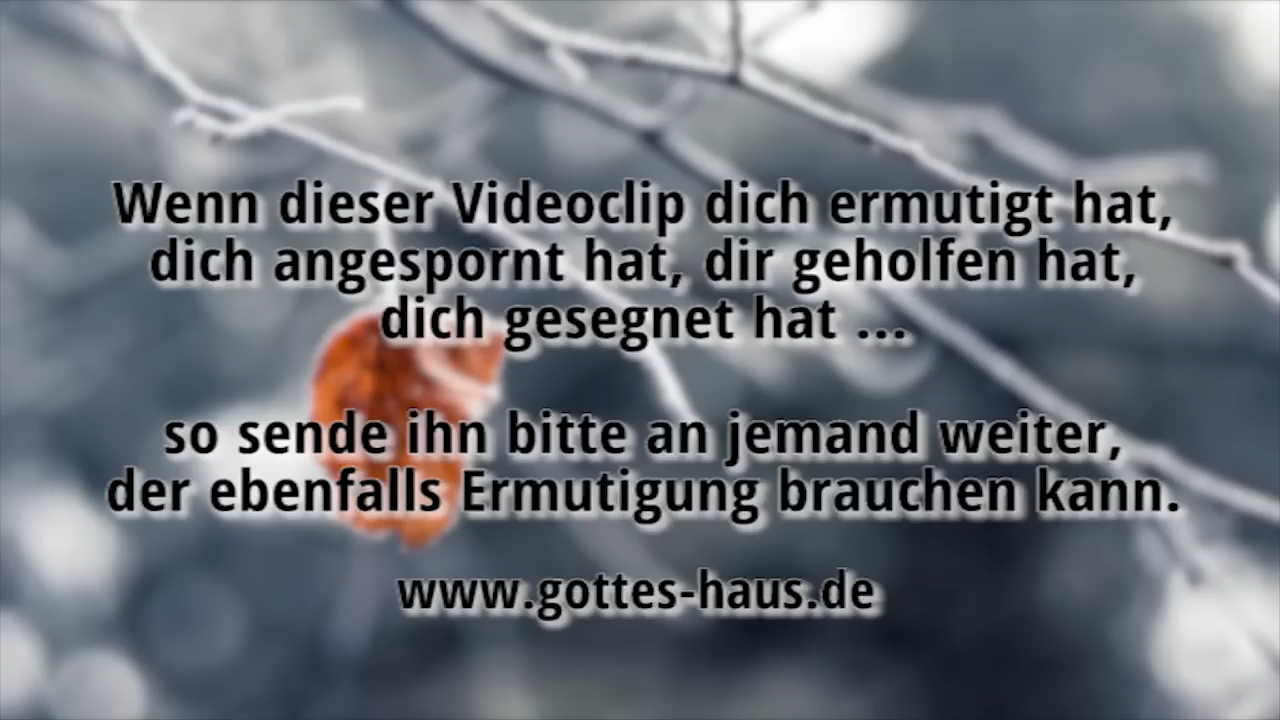 Wenn dieser Videoclip dich ermutigt hat,
dich angespornt hat, dir geholfen hat,
dich gesegnet hat ...
so sende ihn bitte an jemand weiter,
der ebenfalls Ermutigung brauchen kann.
www.gottes-haus.de